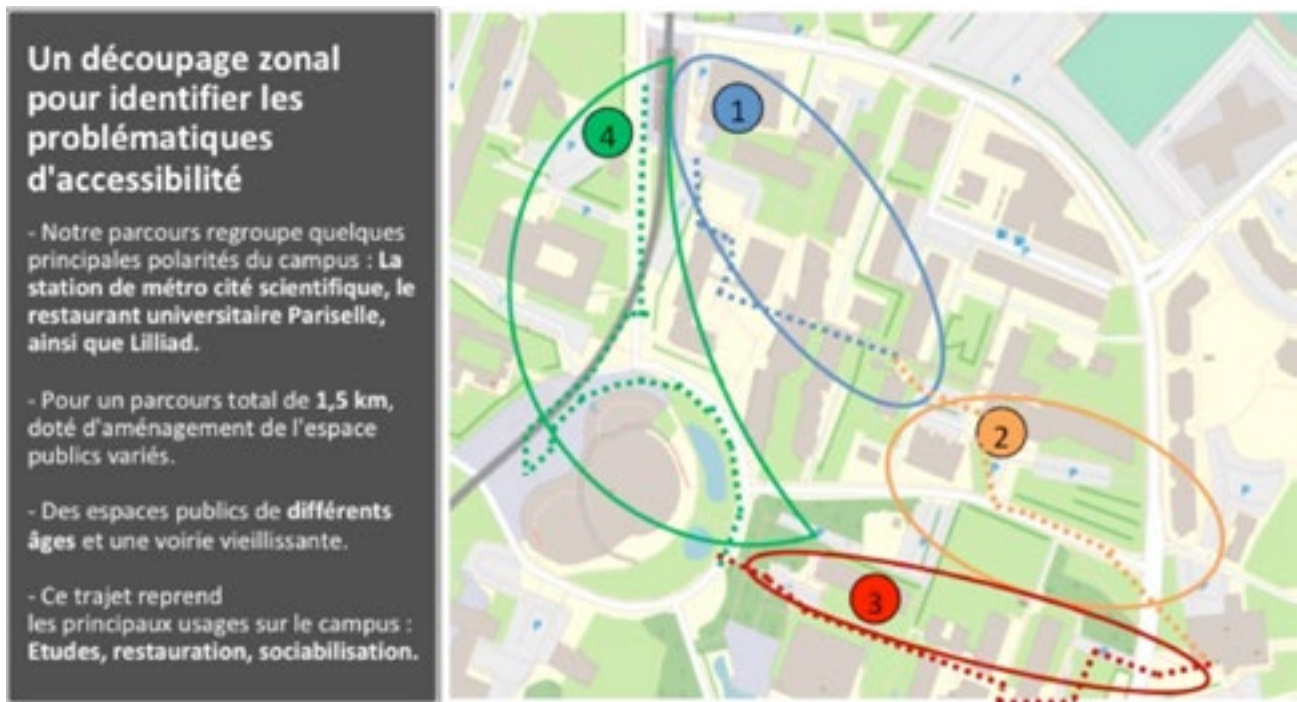 Un découpage zonal
pour identifier les
problématiques
d'accessibilité
- Notre parcours regroupe quelques
principales polarités du campus : La
station de métro cité scientifique, le
restaurant universitaire Pariselle,
ainsi que Lilliad.
- Pour un parcours total de 1,5 km,
doté d'aménagement de l'espace
publics variés.
- Des espaces publics de différents
âges et une voirie vieillissante.
- Ce trajet reprend
les principaux usages sur le campus :
Etudes, restauration, sociabilisation.
1
4
2
3
P
P
P
P
P
P
P
P